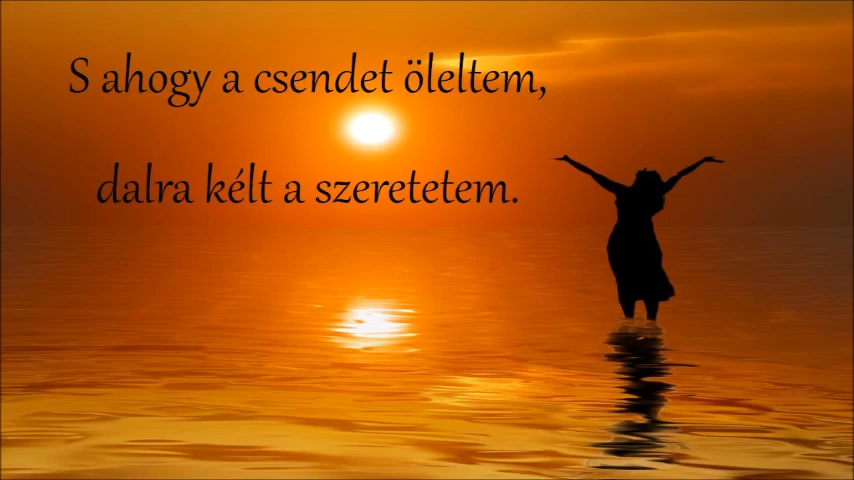 S ahogy a csendet öleltem,
dalra kélt a szeretetem.